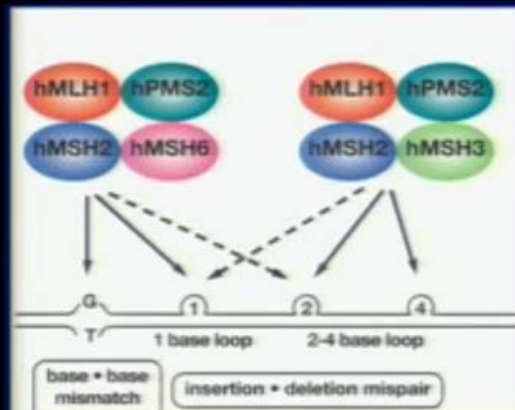 hMLH1 hPMS2 hMLH1 hPMS2
hMSH2 hMSH6 hMSH2 hMSH3
G 1 2 4
T 1 base loop 2-4 base loop
base • base
mismatch
insertion • deletion mispair